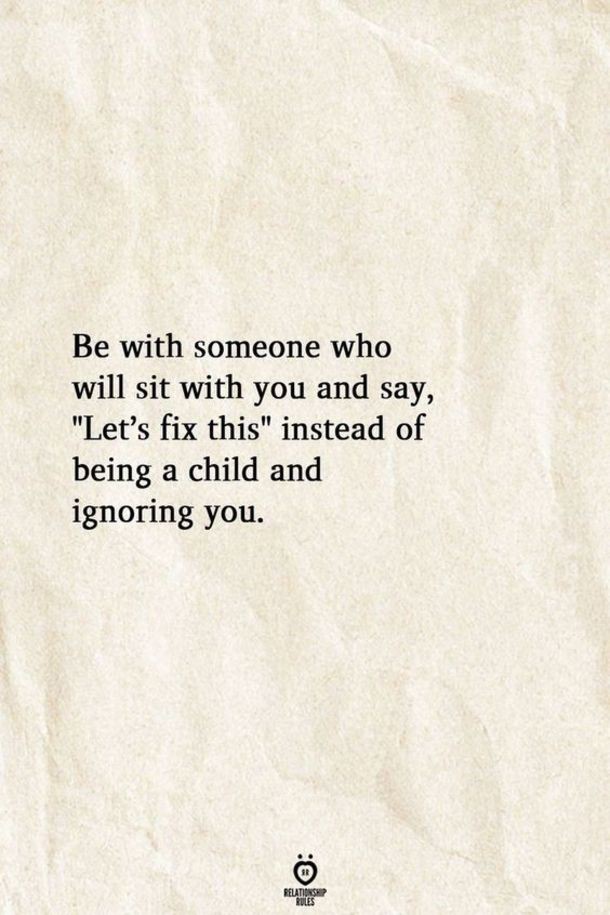 Be with someone who
will sit with you and say,
"Let’s fix this" instead of
being a child and
ignoring you.
RR
RELATIONSHIP
RULES